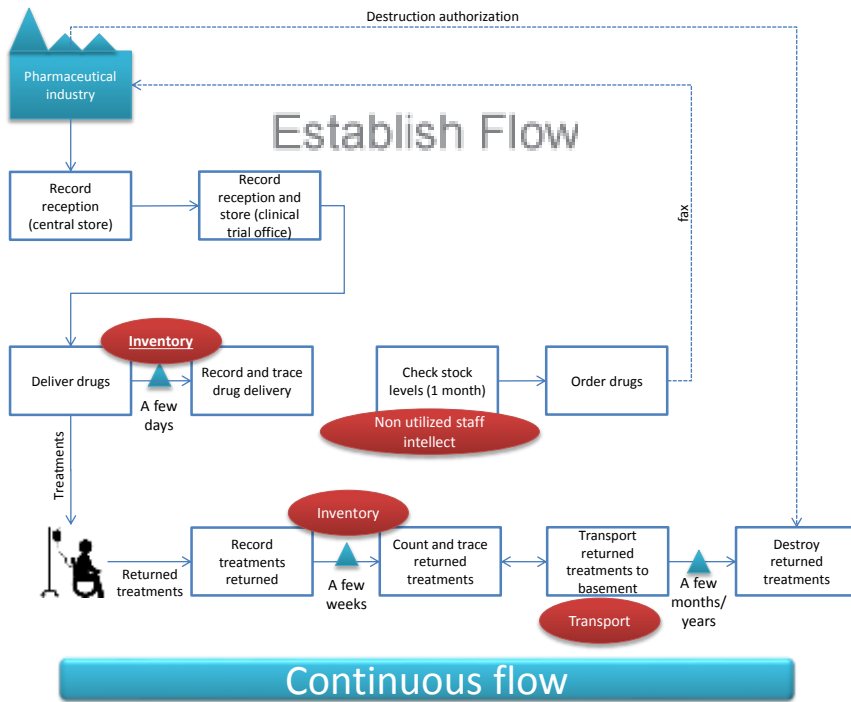 Destruction authorization
Pharmaceutical
industry
Establish Flow
Record
reception
(central store)
Record
reception and
store (clinical
trial office)
fax
Inventory
Deliver drugs
Record and trace
drug delivery
A few
days
Check stock
levels (1 month)
Order drugs
Non utilized staff
intellect
Treatments
Inventory
Returned
treatments
Record
treatments
returned
A few
weeks
Count and trace
returned
treatments
Transport
returned
treatments to
basement
Transport
A few
months/
years
Destroy
returned
treatments
Continuous flow